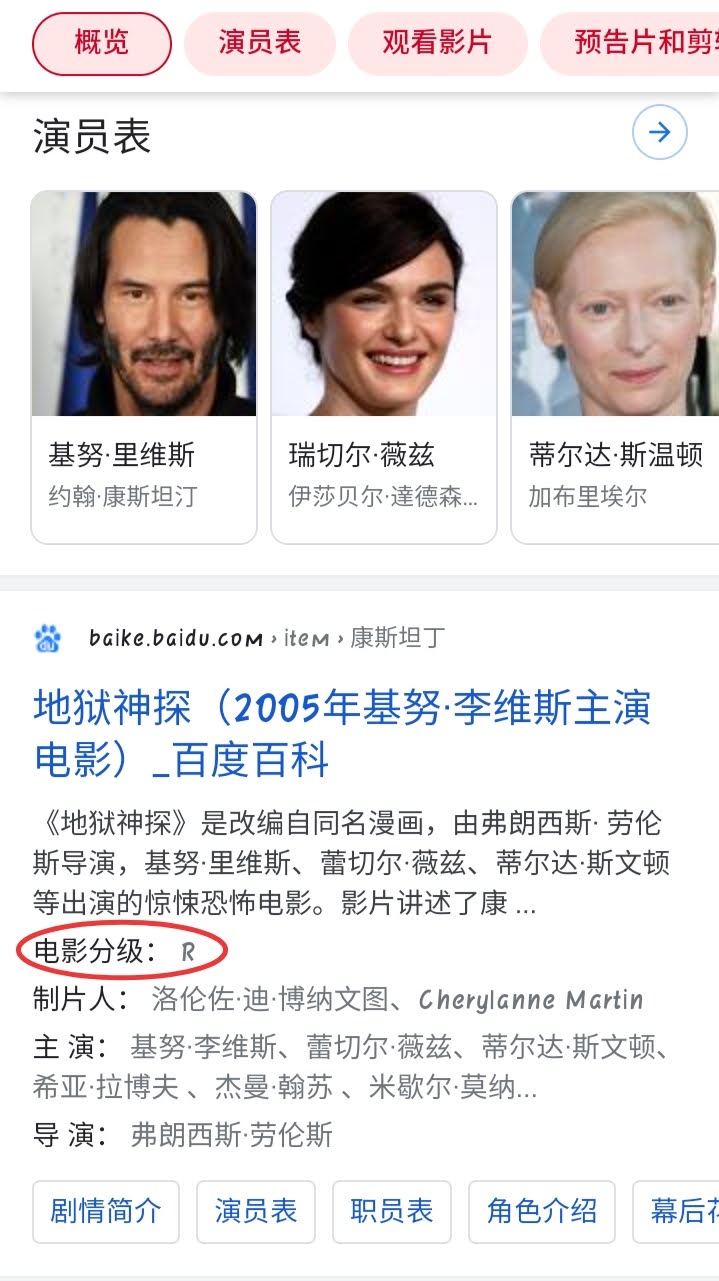 概览 演员表 观看影片 预告片和剪
演员表
基努·里维斯 瑞切尔·薇兹 蒂尔达·斯温顿
约翰·康斯坦汀 伊莎贝尔·達德森... 加布里埃尔
du baike.baidu.com › item › 康斯坦丁
地狱神探（2005年基努·李维斯主演
电影）_百度百科
《地狱神探》是改编自同名漫画，由弗朗西斯· 劳伦
斯导演，基努·里维斯、蕾切尔·薇兹、蒂尔达·斯文顿
等出演的惊悚恐怖电影。影片讲述了康 ...
电影分级： R
制片人： 洛伦佐·迪·博纳文图、Cherylanne Martin
主 演： 基努·李维斯、蕾切尔·薇兹、蒂尔达·斯文顿、
希亚·拉博夫 、杰曼·翰苏 、米歇尔·莫纳...
导 演： 弗朗西斯·劳伦斯
剧情简介 演员表 职员表 角色介绍 幕后